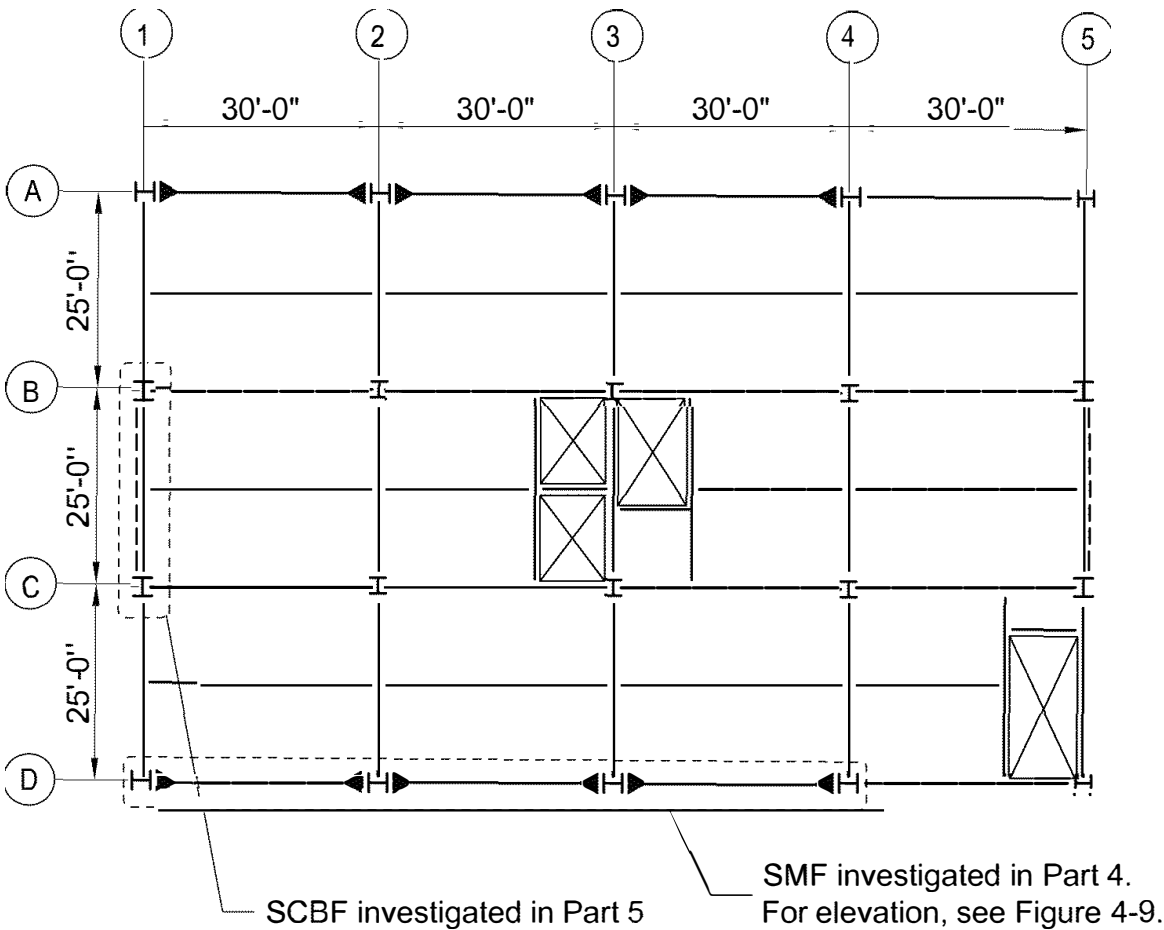 1 2 3 4 5
30'-0" 30'-0" 30'-0" 30'-0"
A
25'-0"
B
25'-0"
C
25'-0"
D
SCBF investigated in Part 5
SMF investigated in Part 4.
For elevation, see Figure 4-9.